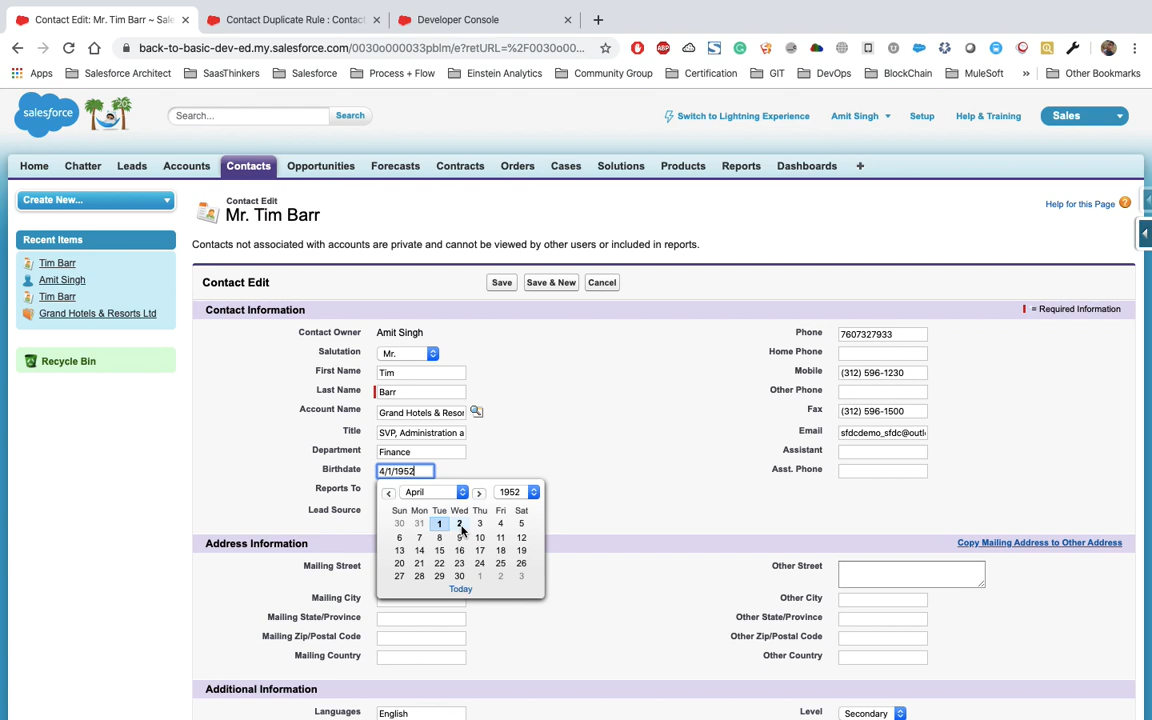 Contact Edit: Mr. Tim Barr ~ Sale
Contact Duplicate Rule : Contac
Developer Console
back-to-basic-dev-ed.my.salesforce.com/0030o000033pblm/e?retURL=%2F0030o00...
ABP
Apps
Salesforce Architect
SaasThinkers
Salesforce
Process + Flow
Einstein Analytics
Community Group
Certification
GIT
DevOps
BlockChain
MuleSoft
»
Other Bookmarks
salesforce
Search...
Search
Switch to Lightning Experience
Amit Singh
Setup
Help & Training
Sales
Home
Chatter
Leads
Accounts
Contacts
Opportunities
Forecasts
Contracts
Orders
Cases
Solutions
Products
Reports
Dashboards
+
Create New...
Recent Items
Tim Barr
Amit Singh
Tim Barr
Grand Hotels & Resorts Ltd
Recycle Bin
Contact Edit
Mr. Tim Barr
Help for this Page ?
Contacts not associated with accounts are private and cannot be viewed by other users or included in reports.
Contact Edit
Save
Save & New
Cancel
Contact Information
= Required Information
Contact Owner Amit Singh
Salutation Mr.
First Name Tim
Last Name Barr
Account Name Grand Hotels & Resor
Title SVP, Administration a
Department Finance
Birthdate 4/1/1952
Reports To
Lead Source
Phone 7607327933
Home Phone
Mobile (312) 596-1230
Other Phone
Fax (312) 596-1500
Email sfdcdemo_sfdc@outl
Assistant
Asst. Phone
April 1952
Sun Mon Tue Wed Thu Fri Sat
30 31 1 2 3 4 5
6 7 8 9 10 11 12
13 14 15 16 17 18 19
20 21 22 23 24 25 26
27 28 29 30 1 2 3
Today
Address Information
Copy Mailing Address to Other Address
Mailing Street
Mailing City
Mailing State/Province
Mailing Zip/Postal Code
Mailing Country
Other Street
Other City
Other State/Province
Other Zip/Postal Code
Other Country
Additional Information
Languages English
Level Secondary